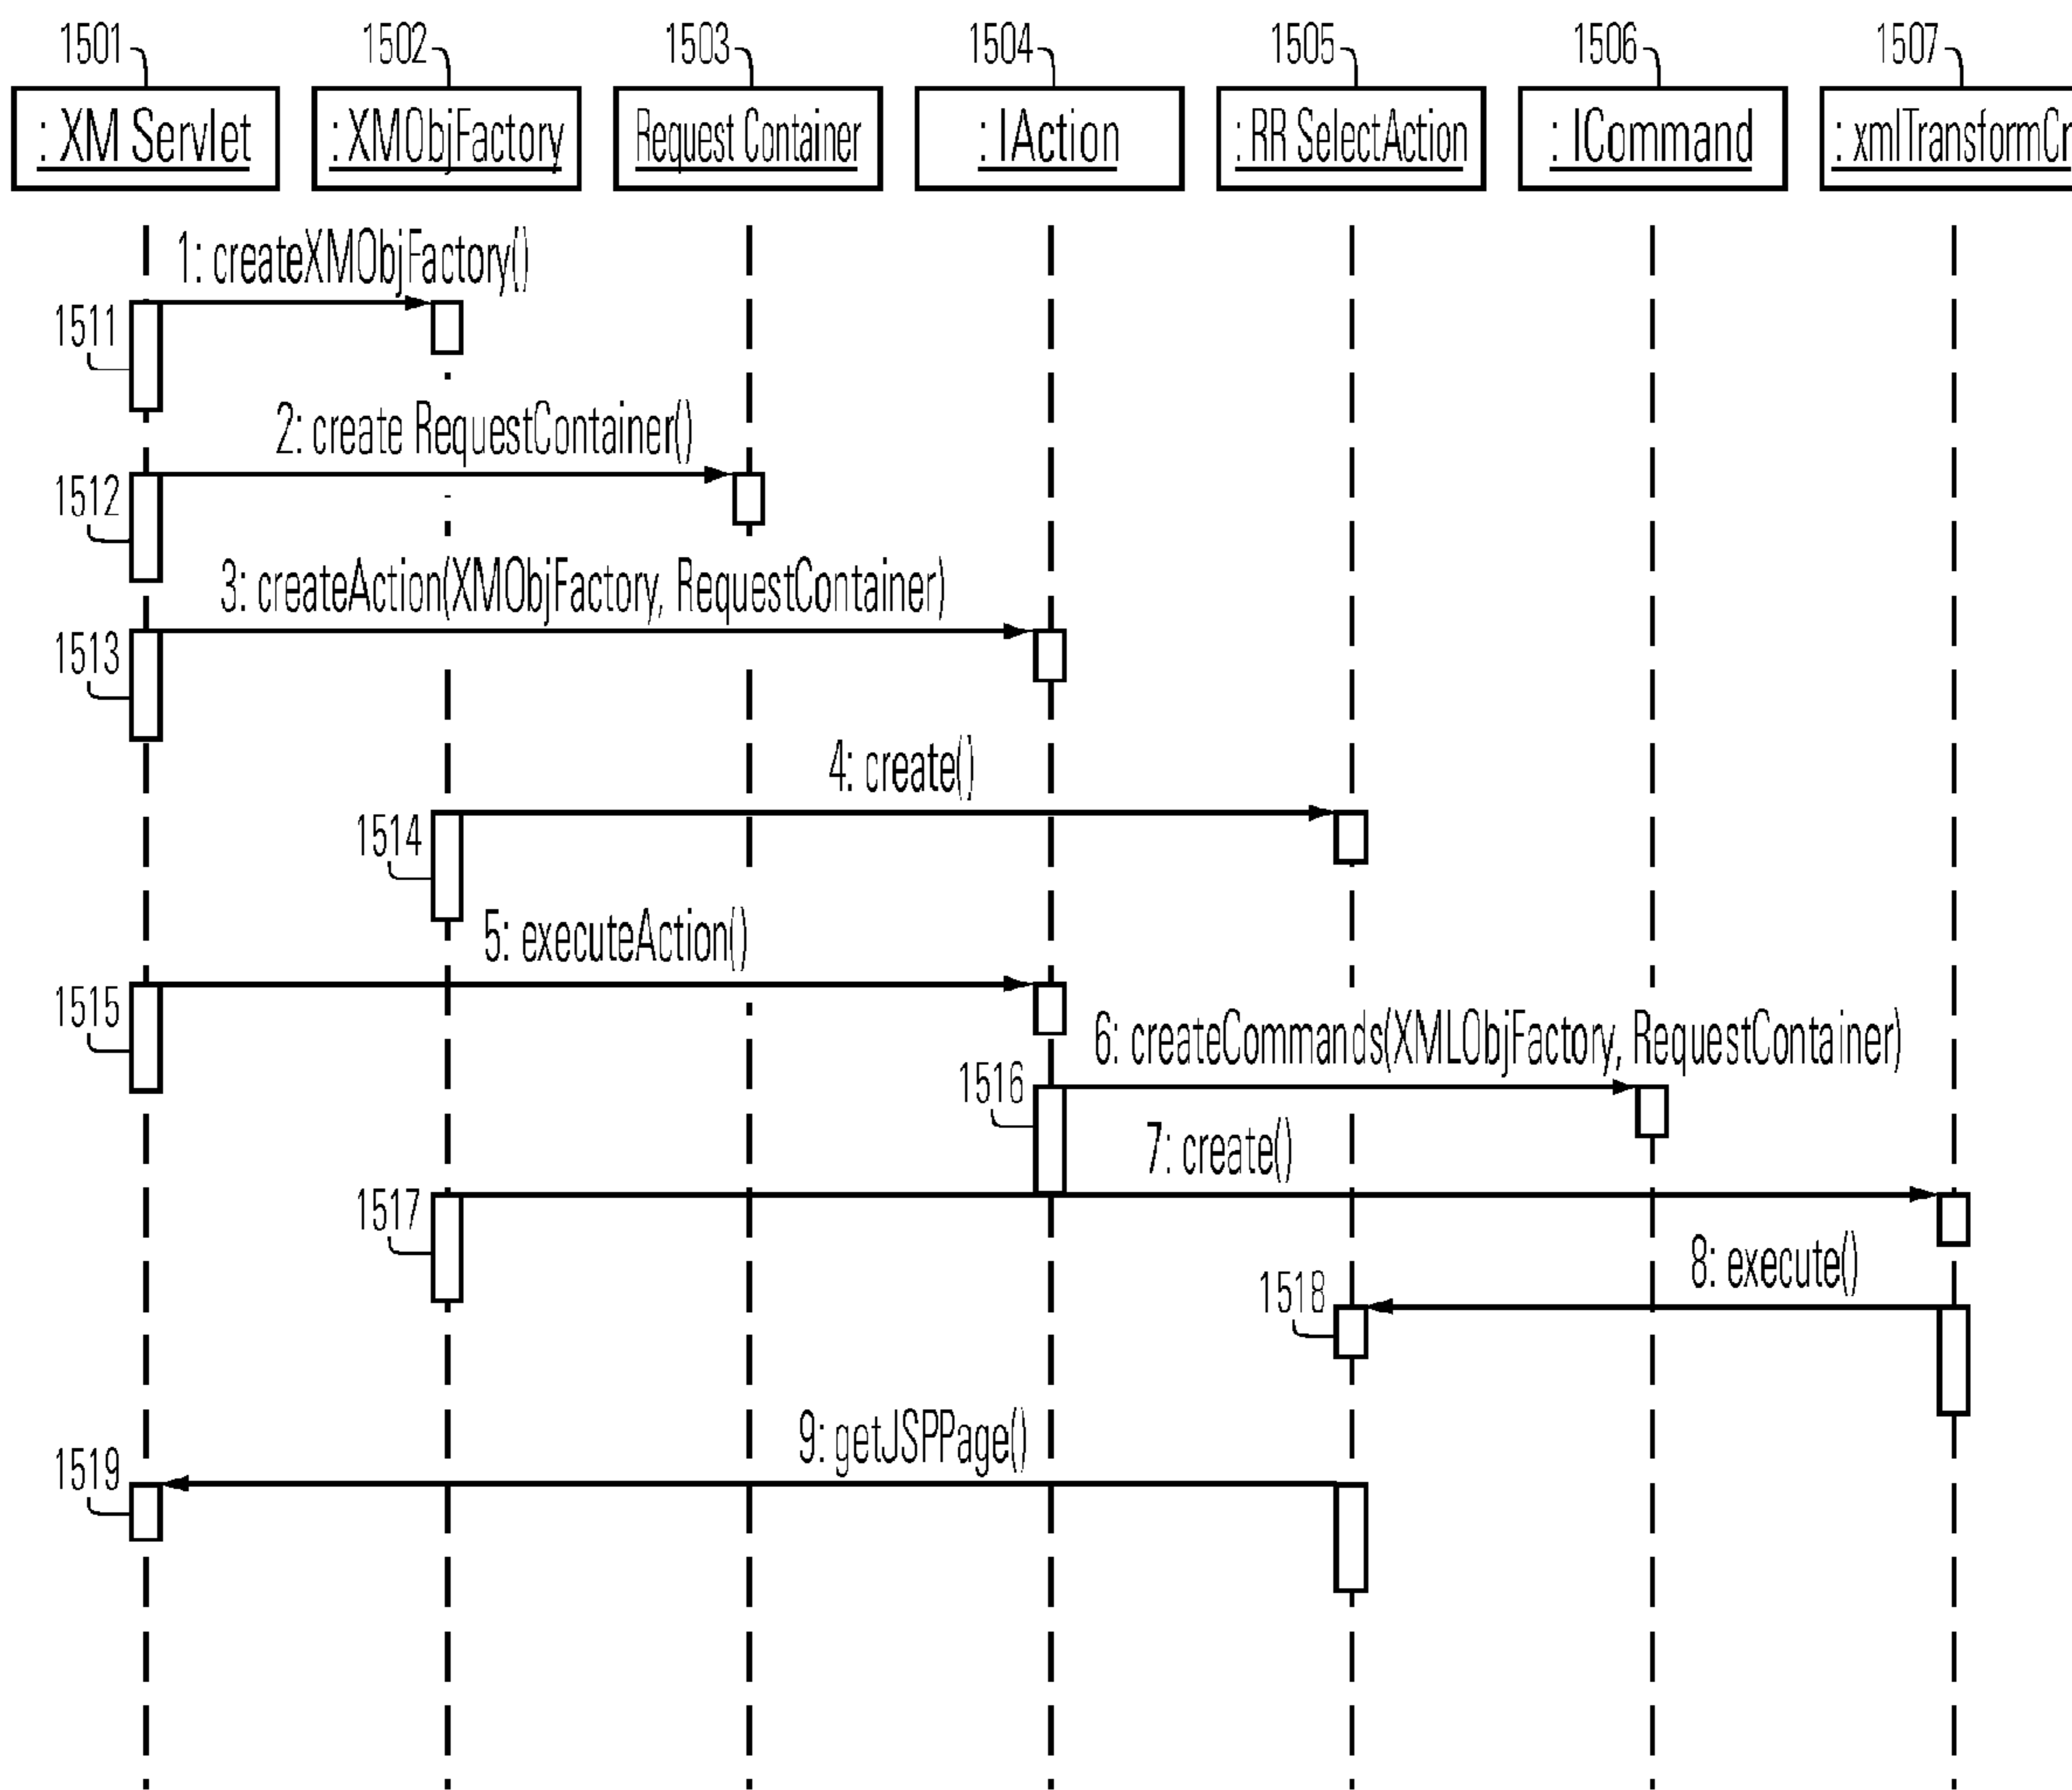 1501 1502 1503 1504 1505 1506 1507
: XM Servlet : XMObjFactory Request Container : IAction : RR SelectAction : ICommand : xmlTransformCr
1: createXMObjFactory()
1511
2: create RequestContainer()
1512
3: createAction(XMObjFactory, RequestContainer)
1513
4: create()
1514
5: executeAction()
1515
6: createCommands(XMLObjFactory, RequestContainer)
1516
7: create()
1517
8: execute()
1518
9: getJSPPage()
1519